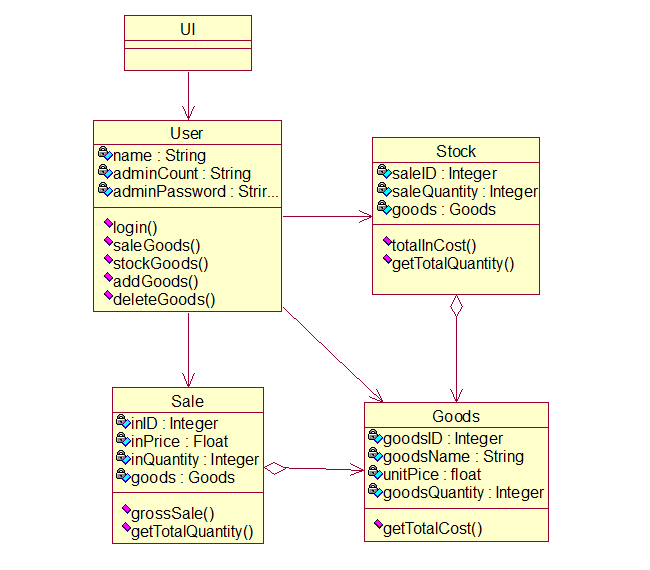 UI
User
name : String
adminCount : String
adminPassword : Strir...
login()
saleGoods()
stockGoods()
addGoods()
deleteGoods()
Stock
saleID : Integer
saleQuantity : Integer
goods : Goods
totalInCost()
getTotalQuantity()
Sale
inID : Integer
inPrice : Float
inQuantity : Integer
goods : Goods
grossSale()
getTotalQuantity()
Goods
goodsID : Integer
goodsName : String
unitPice : float
goodsQuantity : Integer
getTotalCost()